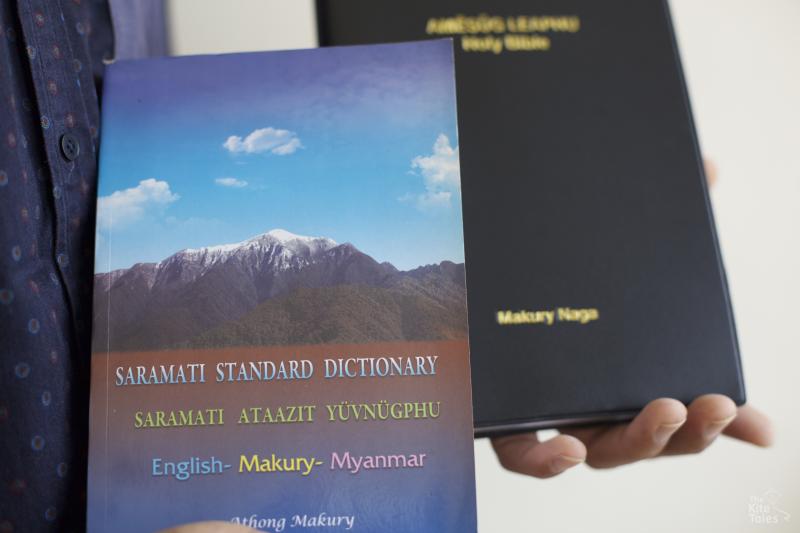 SARAMATI STANDARD DICTIONARY
SARAMATI ATAAZIT YÜVNÜGPHU
English- Makury- Myanmar
Athong Makury
LEAPHU
Holy Bible
Makury Naga
The
Kite
Tales